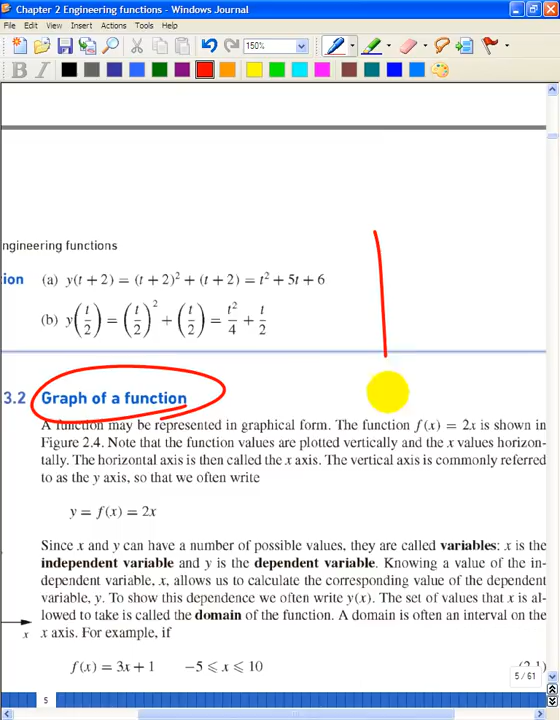 Chapter 2 Engineering functions - Windows Journal
File Edit View Insert Actions Tools Help
150%
B I
ngineering functions
tion (a) y(t + 2) = (t + 2)² + (t + 2) = t² + 5t + 6
(b) y(t/2) = (t/2)² + (t/2) = t²/4 + t/2
3.2 Graph of a function
A function may be represented in graphical form. The function f(x) = 2x is shown in
Figure 2.4. Note that the function values are plotted vertically and the x values horizon-
tally. The horizontal axis is then called the x axis. The vertical axis is commonly referred
to as the y axis, so that we often write
y = f(x) = 2x
Since x and y can have a number of possible values, they are called variables: x is the
independent variable and y is the dependent variable. Knowing a value of the in-
dependent variable, x, allows us to calculate the corresponding value of the dependent
variable, y. To show this dependence we often write y(x). The set of values that x is al-
lowed to take is called the domain of the function. A domain is often an interval on the
x x axis. For example, if
f(x) = 3x + 1 −5 ⩽ x ⩽ 10 (2.1)
5 / 61
5